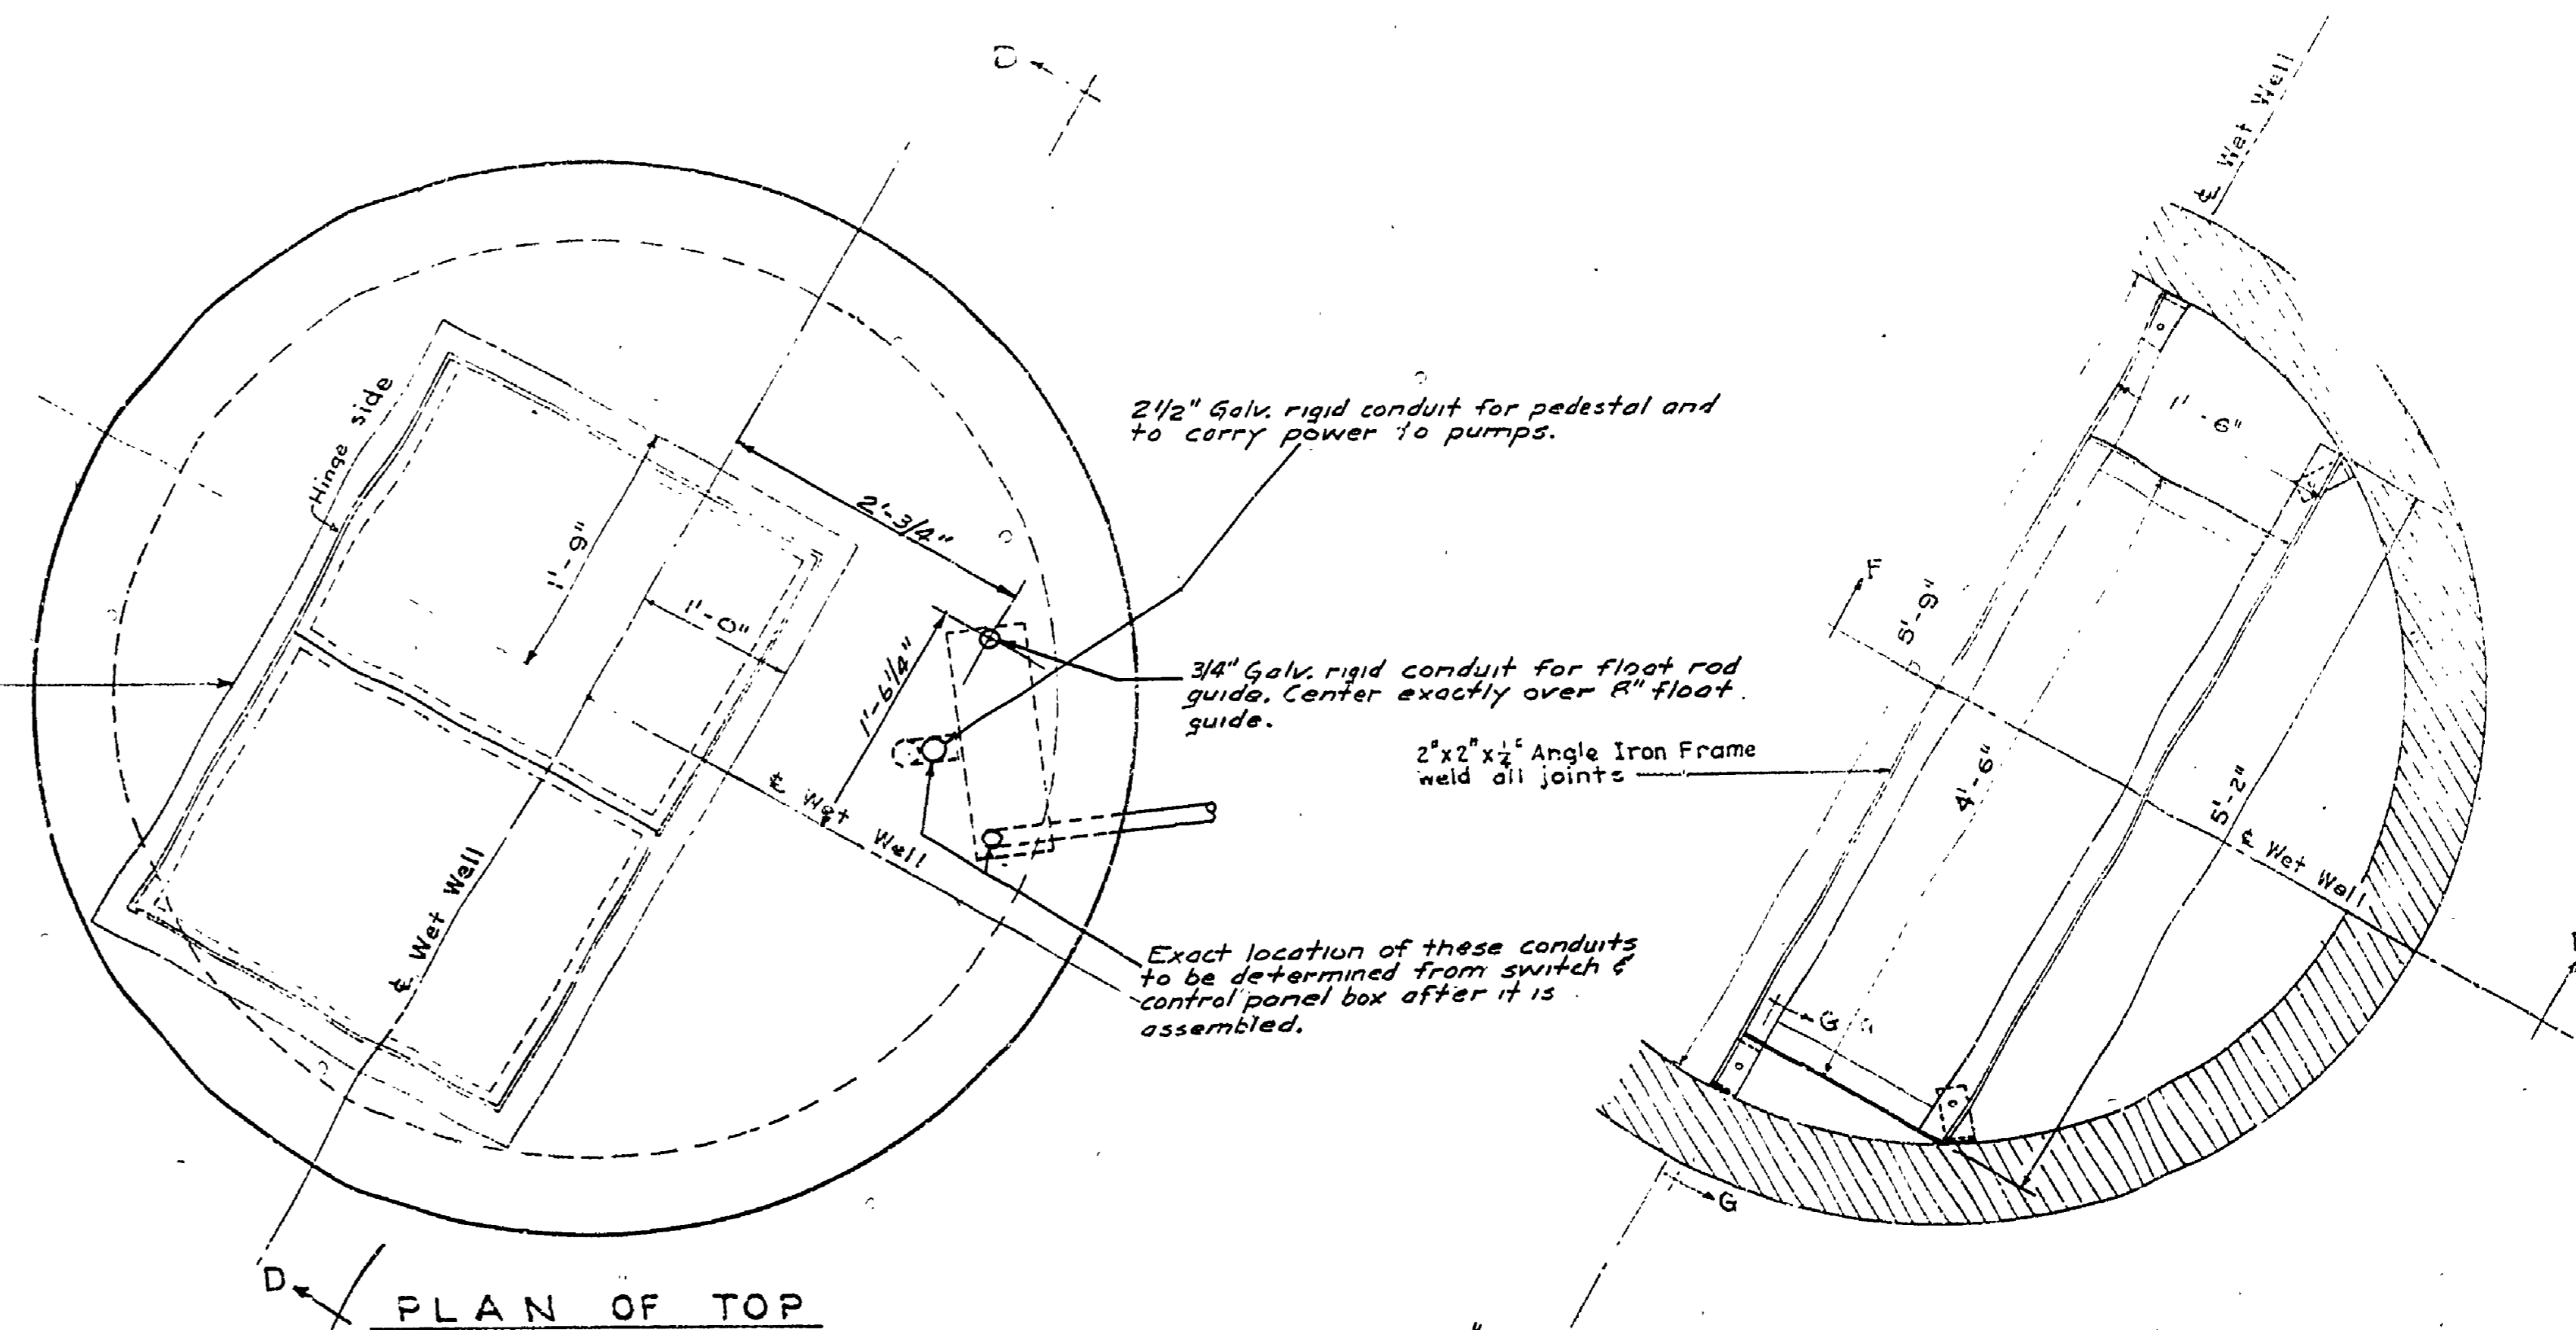 D
℄ Wet Well
Hinge side
2 1/2" Galv. rigid conduit for pedestal and
to carry power to pumps.
1'-6"
2'-3/4"
1'-9"
1'-0"
F
5'-9"
1'-6 1/4"
3/4" Galv. rigid conduit for float rod
guide. Center exactly over 8" float
guide.
2"x2"x1/4" Angle Iron Frame
weld all joints
4'-6"
5'-2"
℄ Wet Well
℄ Wet Well
℄ Wet Well
Exact location of these conduits
to be determined from switch &
control panel box after it is
assembled.
G
G
D
PLAN OF TOP